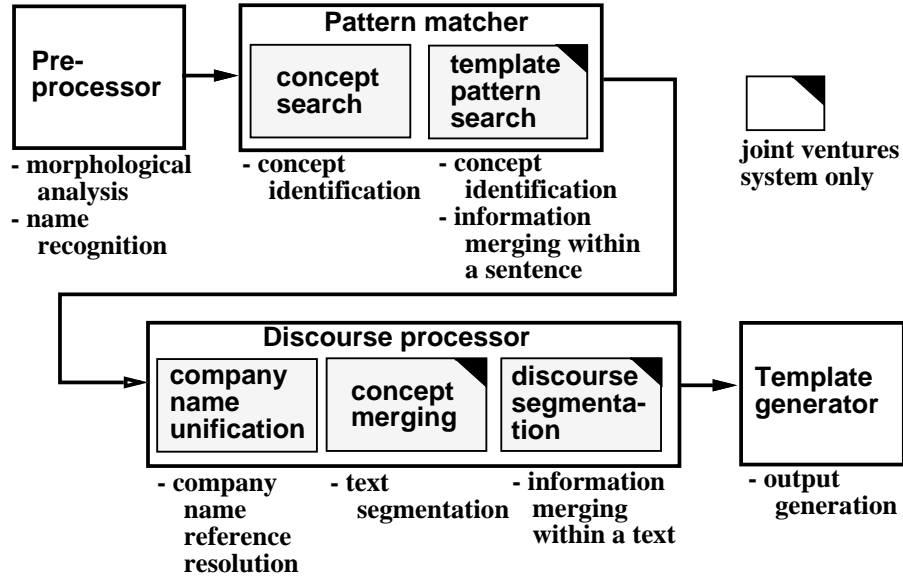 Pattern matcher
Pre-
processor
concept
search
template
pattern
search
- morphological
analysis
- name
recognition
- concept
identification
- concept
identification
- information
merging within
a sentence
joint ventures
system only
Discourse processor
company
name
unification
concept
merging
discourse
segmenta-
tion
Template
generator
- company
name
reference
resolution
- text
segmentation
- information
merging
within a text
- output
generation